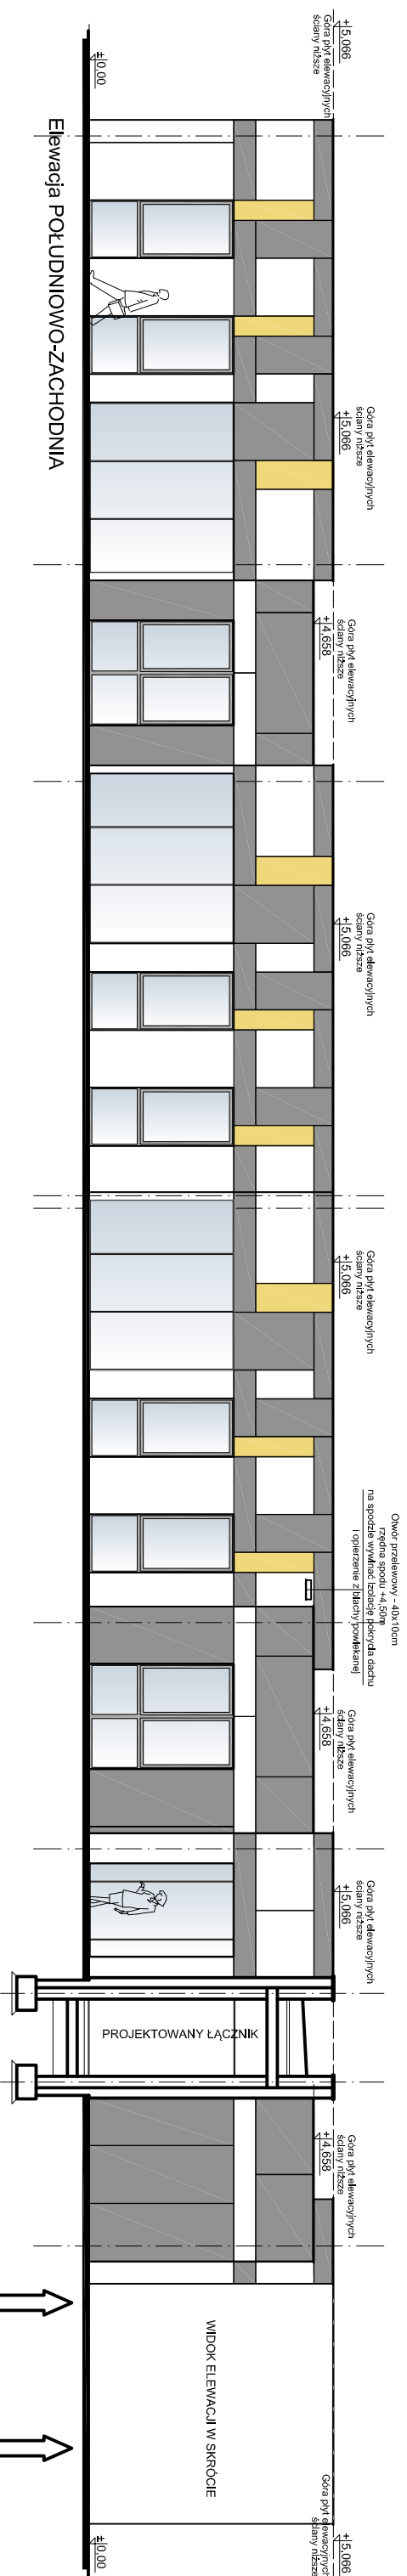 +5,066
Góra płyt elewacyjnych
ściany niższe
±0,00
Elewacja POŁUDNIOWO-ZACHODNIA
Góra płyt elewacyjnych
ściany niższe
+5,066
Góra płyt elewacyjnych
ściany niższe
+4,658
Góra płyt elewacyjnych
ściany niższe
+5,066
Góra płyt elewacyjnych
ściany niższe
+5,066
Otwór przelewowy - 40x10cm
rzędna spodu +4,50m
na spodzie wywinąć izolację pokrycia dachu
i opierzenie z blachy powlekanej
Góra płyt elewacyjnych
ściany niższe
+4,658
Góra płyt elewacyjnych
ściany niższe
+5,066
PROJEKTOWANY ŁĄCZNIK
Góra płyt elewacyjnych
ściany niższe
+4,658
WIDOK ELEWACJI W SKRÓCIE
Góra płyt elewacyjnych
ściany niższe
+5,066
±0,00